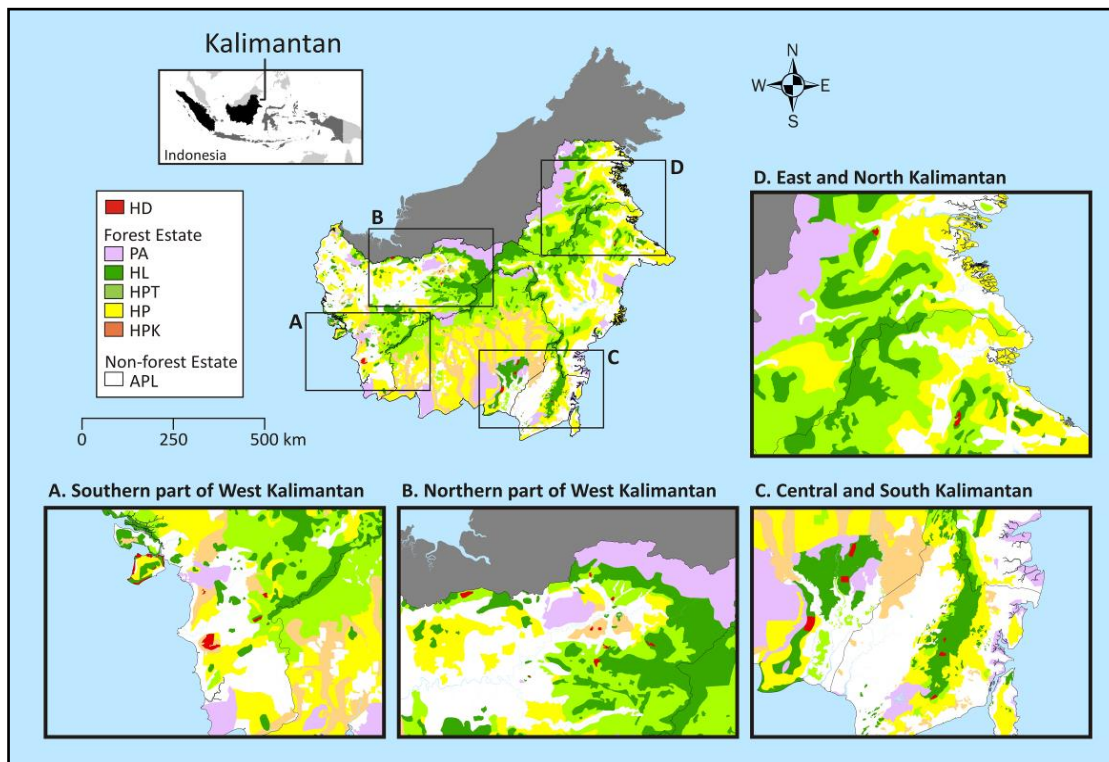 Kalimantan
Indonesia
N
W E
S
HD
Forest Estate
PA
HL
HPT
HP
HPK
Non-forest Estate
APL
0 250 500 km
A
B
C
D
D. East and North Kalimantan
A. Southern part of West Kalimantan
B. Northern part of West Kalimantan
C. Central and South Kalimantan